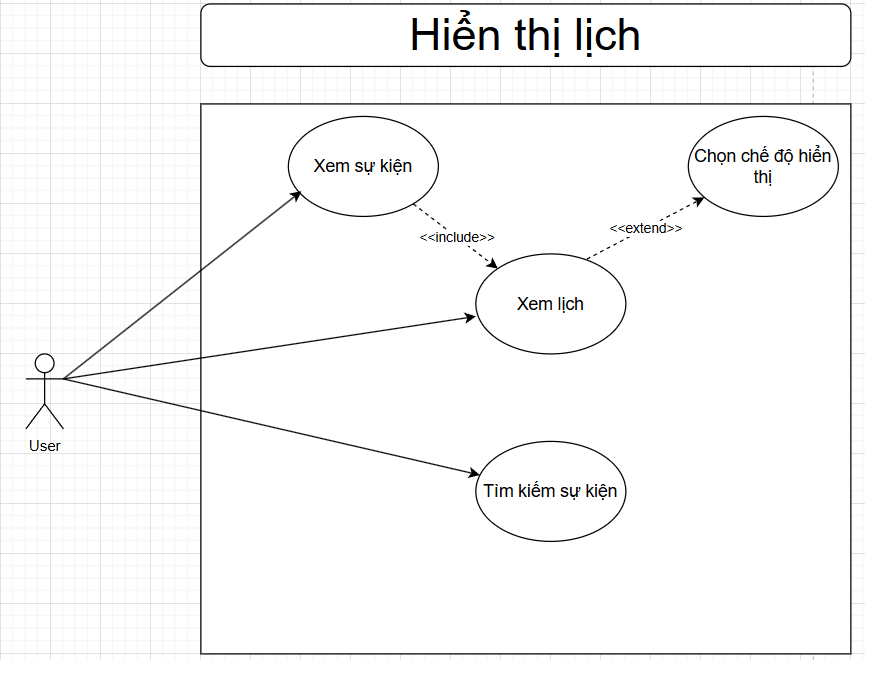 Hiển thị lịch
Xem sự kiện
Chọn chế độ hiển
thị
<<include>>
<<extend>>
Xem lịch
User
Tìm kiếm sự kiện